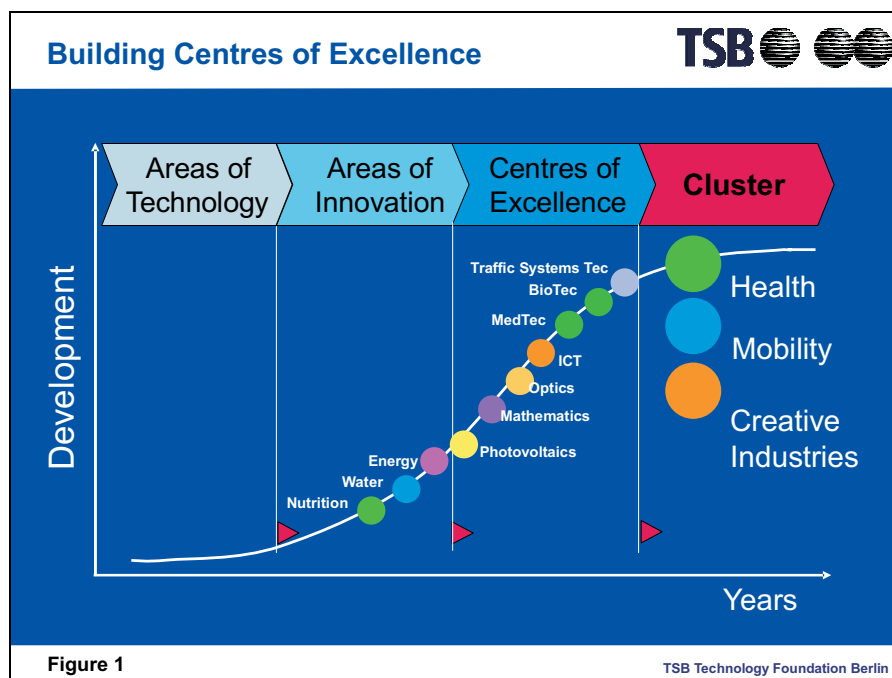 Building Centres of Excellence
TSB
Areas of
Technology
Areas of
Innovation
Centres of
Excellence
Cluster
Development
Traffic Systems Tec
BioTec
MedTec
ICT
Optics
Mathematics
Photovoltaics
Energy
Water
Nutrition
Health
Mobility
Creative
Industries
Years
Figure 1
TSB Technology Foundation Berlin